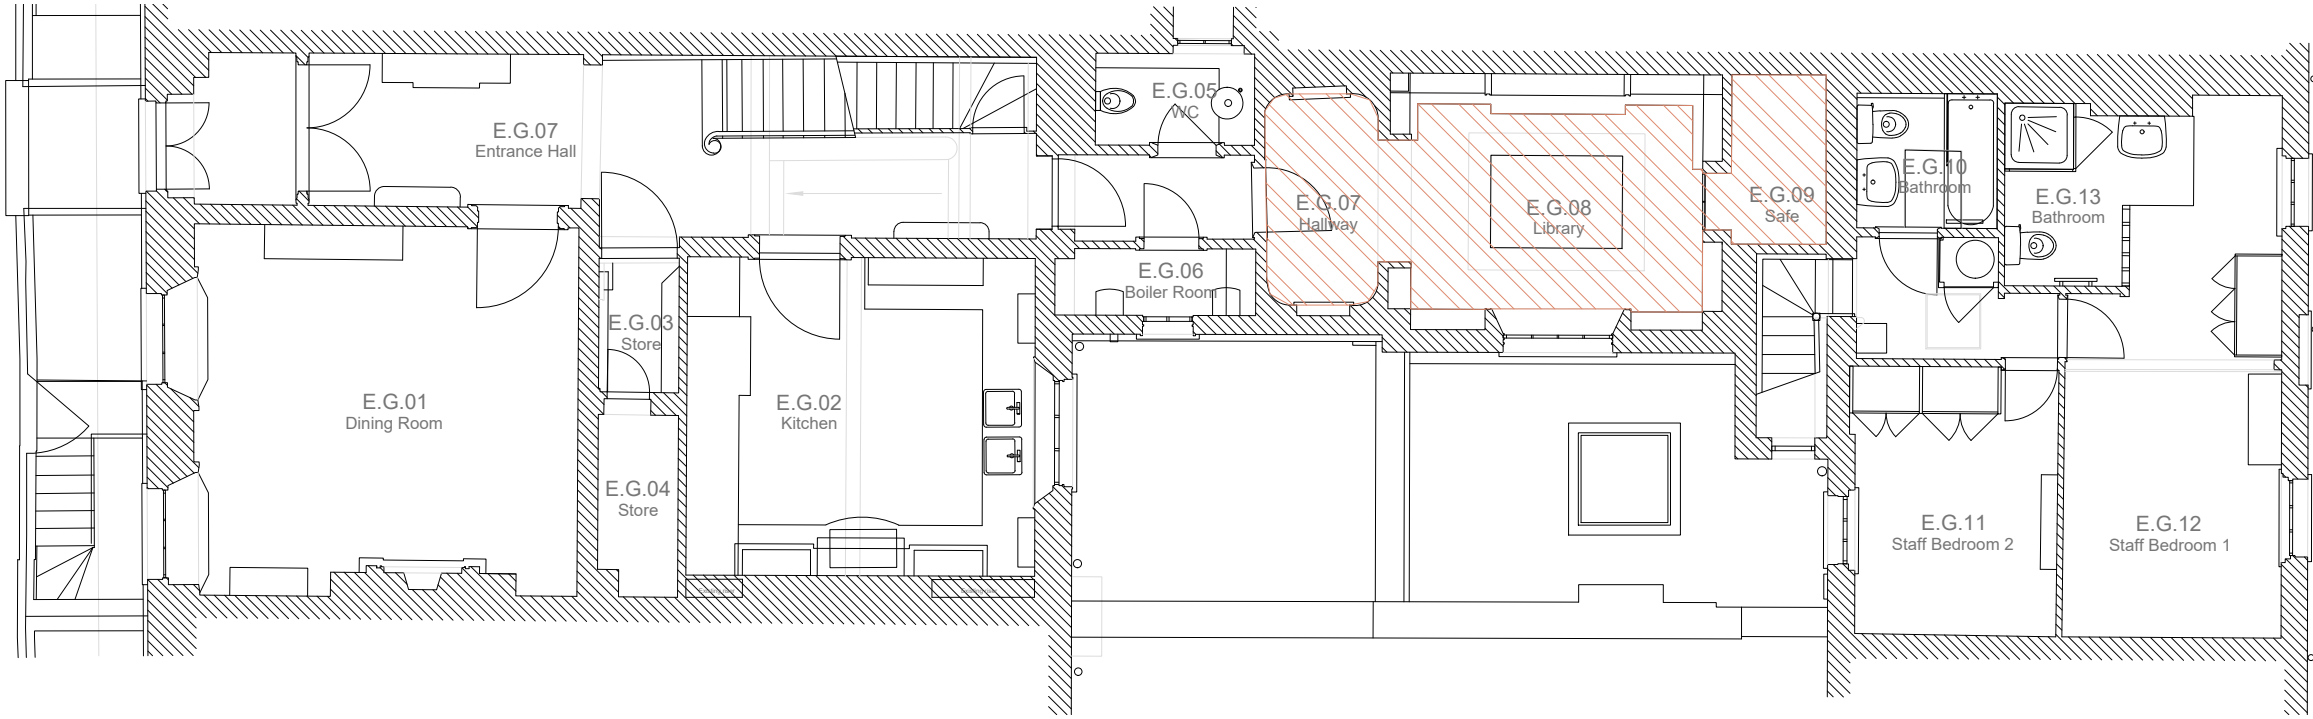 E.G.07
Entrance Hall
E.G.05
WC
E.G.07
Hallway
E.G.08
Library
E.G.09
Safe
E.G.10
Bathroom
E.G.13
Bathroom
E.G.06
Boiler Room
E.G.03
Store
E.G.01
Dining Room
E.G.02
Kitchen
E.G.04
Store
E.G.11
Staff Bedroom 2
E.G.12
Staff Bedroom 1